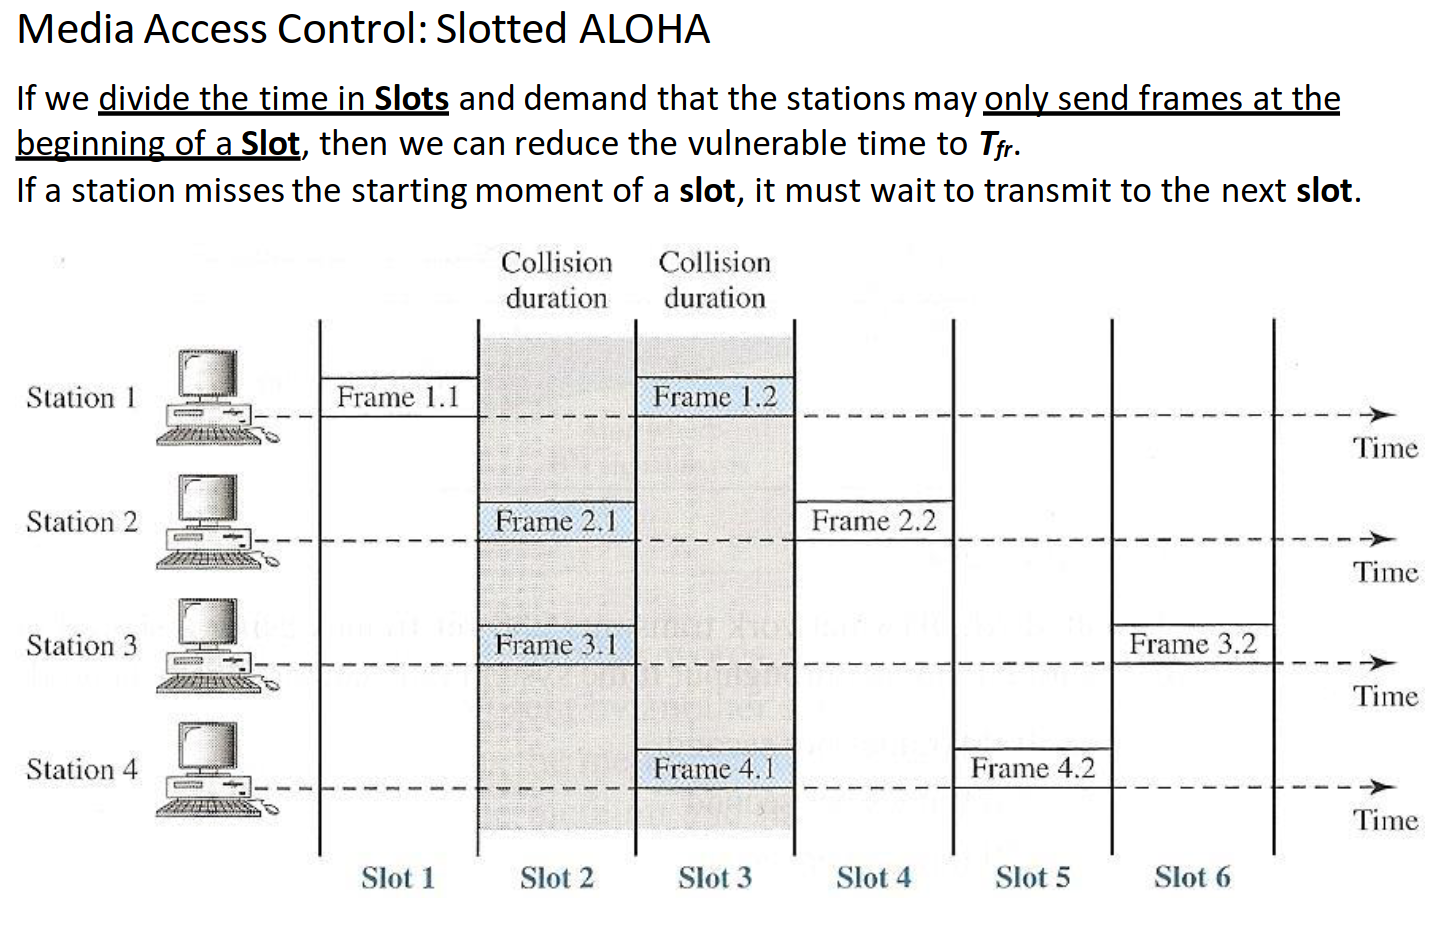 Media Access Control: Slotted ALOHA
If we divide the time in Slots and demand that the stations may only send frames at the
beginning of a Slot, then we can reduce the vulnerable time to Tfr.
If a station misses the starting moment of a slot, it must wait to transmit to the next slot.
Collision duration
Collision duration
Station 1
Frame 1.1
Frame 1.2
Time
Station 2
Frame 2.1
Frame 2.2
Time
Station 3
Frame 3.1
Frame 3.2
Time
Station 4
Frame 4.1
Frame 4.2
Time
Slot 1
Slot 2
Slot 3
Slot 4
Slot 5
Slot 6